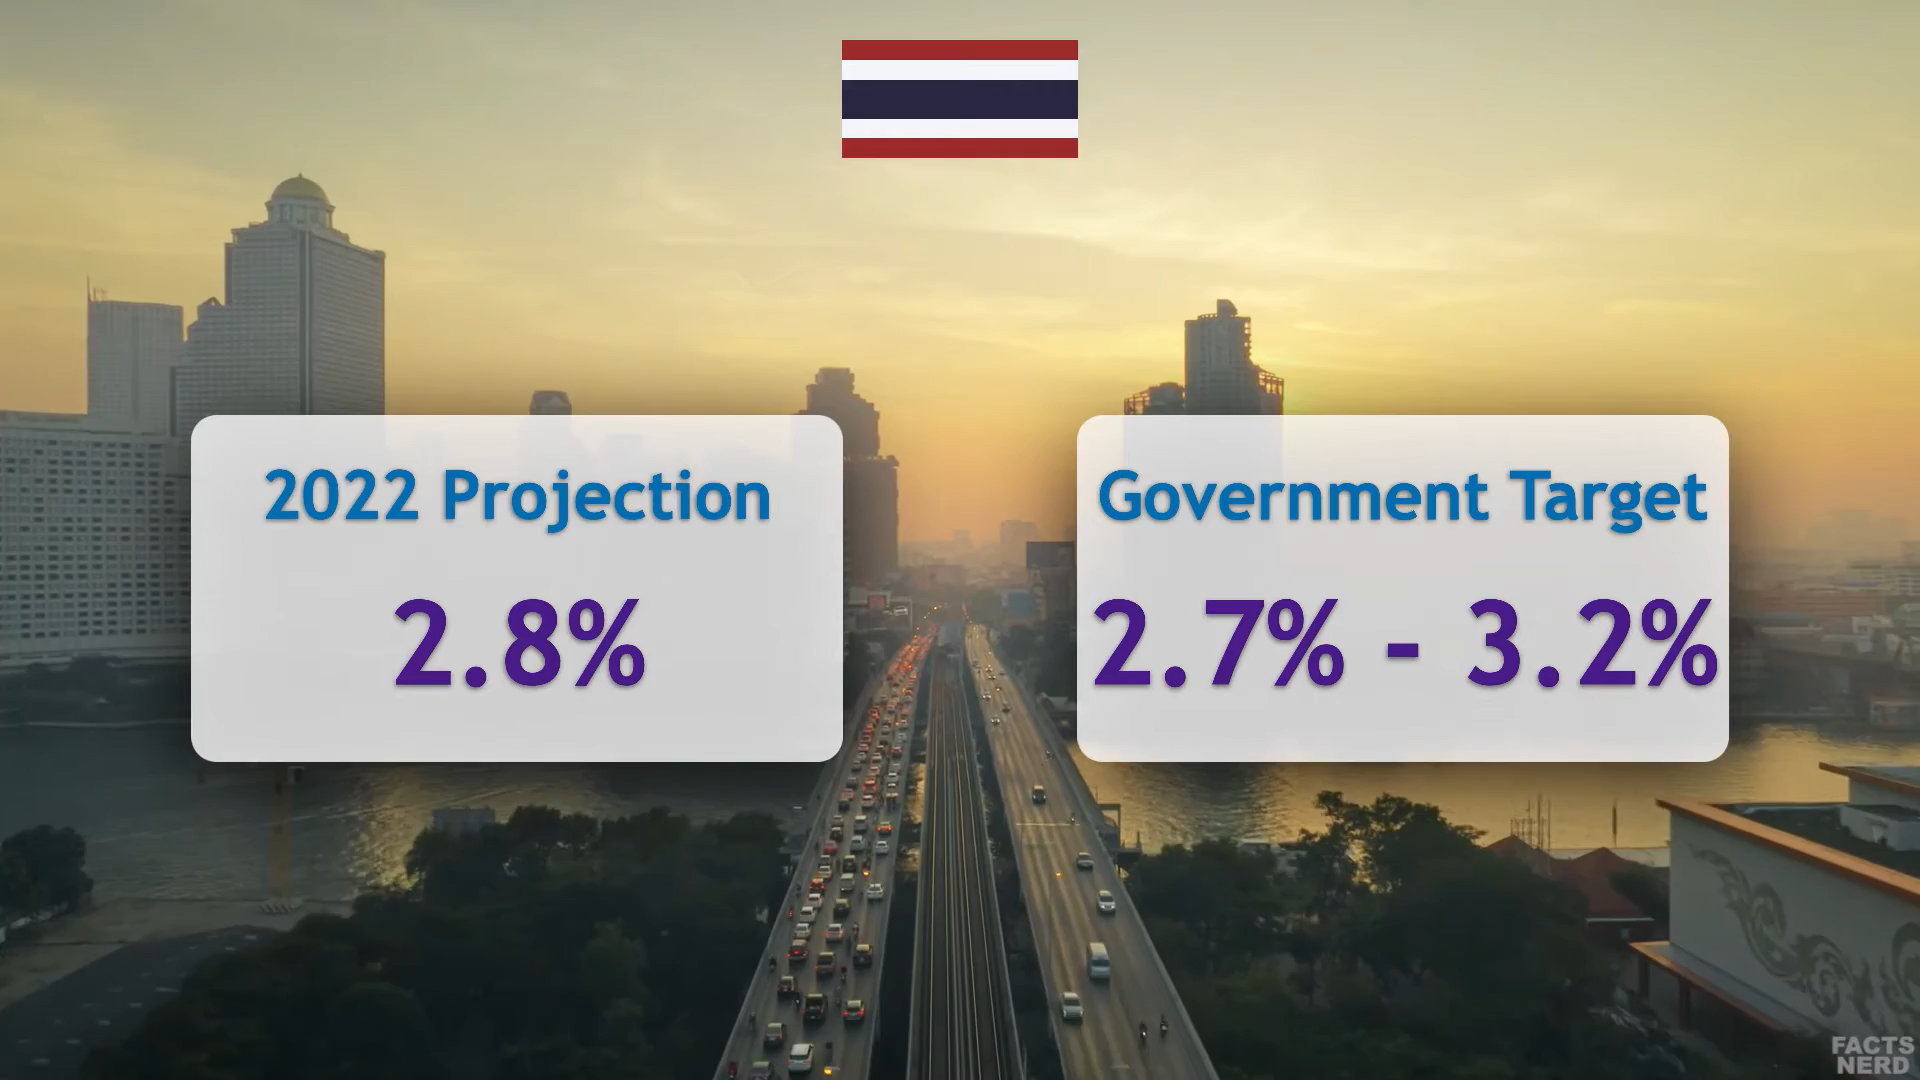 2022 Projection
2.8%
Government Target
2.7% - 3.2%
FACTS
NERD